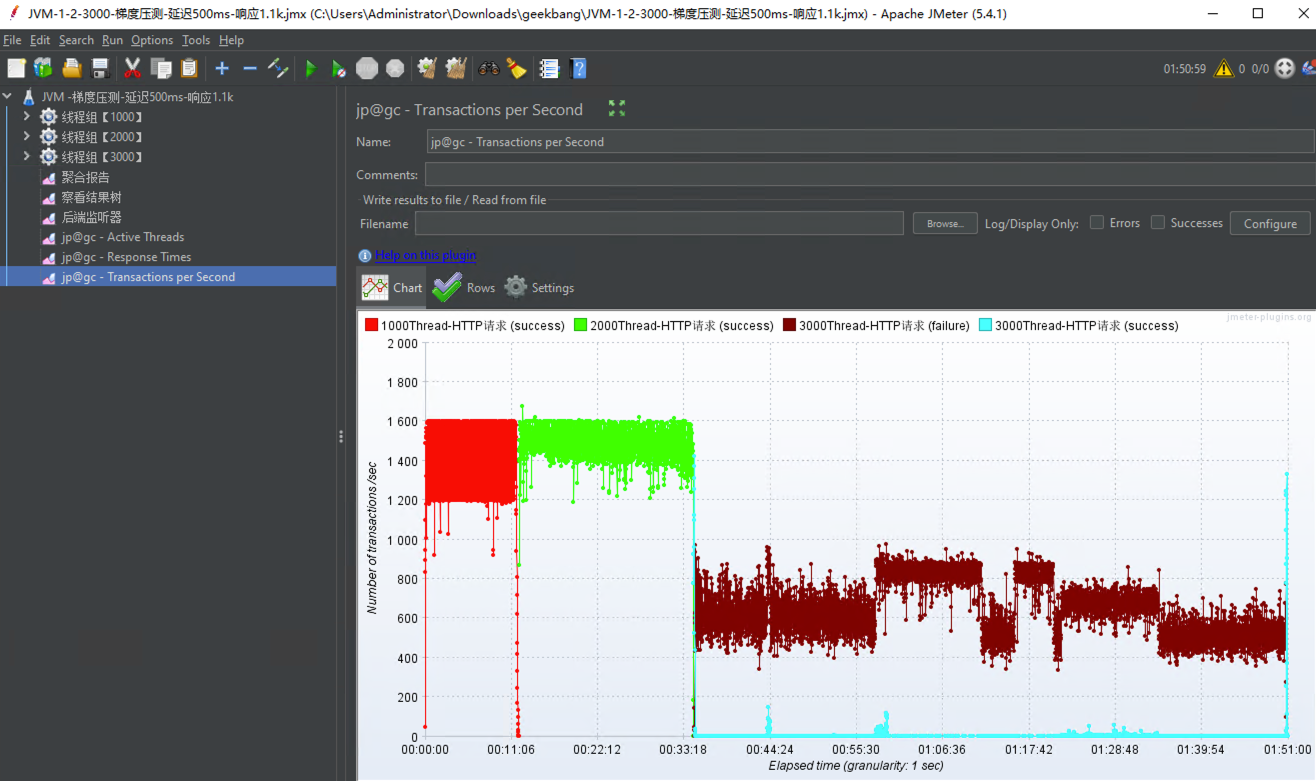 JVM-1-2-3000-梯度压测-延迟500ms-响应1.1k.jmx (C:\Users\Administrator\Downloads\geekbang\JVM-1-2-3000-梯度压测-延迟500ms-响应1.1k.jmx) - Apache JMeter (5.4.1)
File Edit Search Run Options Tools Help
01:50:59 0 0/0
JVM -梯度压测-延迟500ms-响应1.1k
线程组【1000】
线程组【2000】
线程组【3000】
聚合报告
察看结果树
后端监听器
jp@gc - Active Threads
jp@gc - Response Times
jp@gc - Transactions per Second
jp@gc - Transactions per Second
Name: jp@gc - Transactions per Second
Comments:
Write results to file / Read from file
Filename Browse... Log/Display Only: Errors Successes Configure
Help on this plugin
Chart Rows Settings
1000Thread-HTTP请求 (success) 2000Thread-HTTP请求 (success) 3000Thread-HTTP请求 (failure) 3000Thread-HTTP请求 (success)
jmeter-plugins.org
Number of transactions /sec
2 000
1 800
1 600
1 400
1 200
1 000
800
600
400
200
0
00:00:00 00:11:06 00:22:12 00:33:18 00:44:24 00:55:30 01:06:36 01:17:42 01:28:48 01:39:54 01:51:00
Elapsed time (granularity: 1 sec)